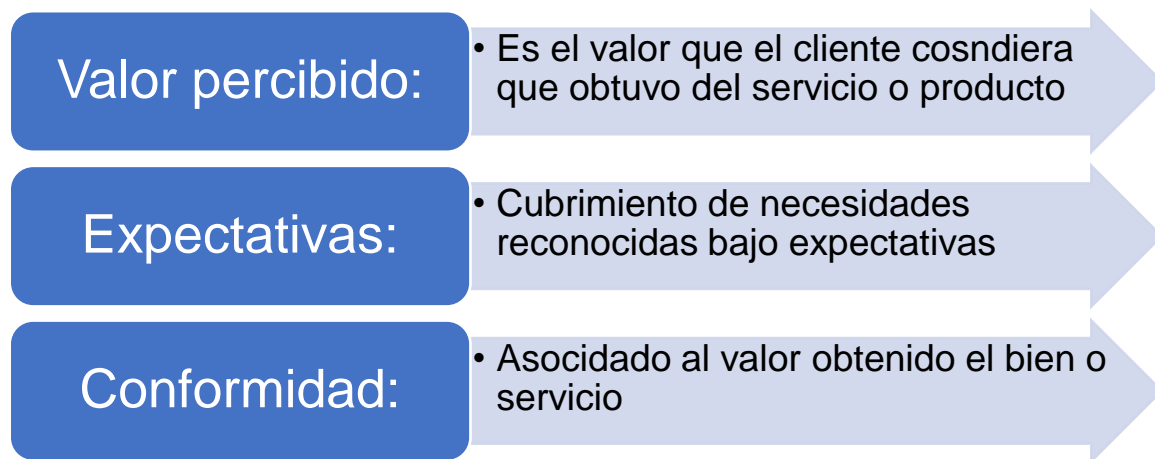 Valor percibido:
• Es el valor que el cliente cosndiera
que obtuvo del servicio o producto
Expectativas:
• Cubrimiento de necesidades
reconocidas bajo expectativas
Conformidad:
• Asocidado al valor obtenido el bien o
servicio